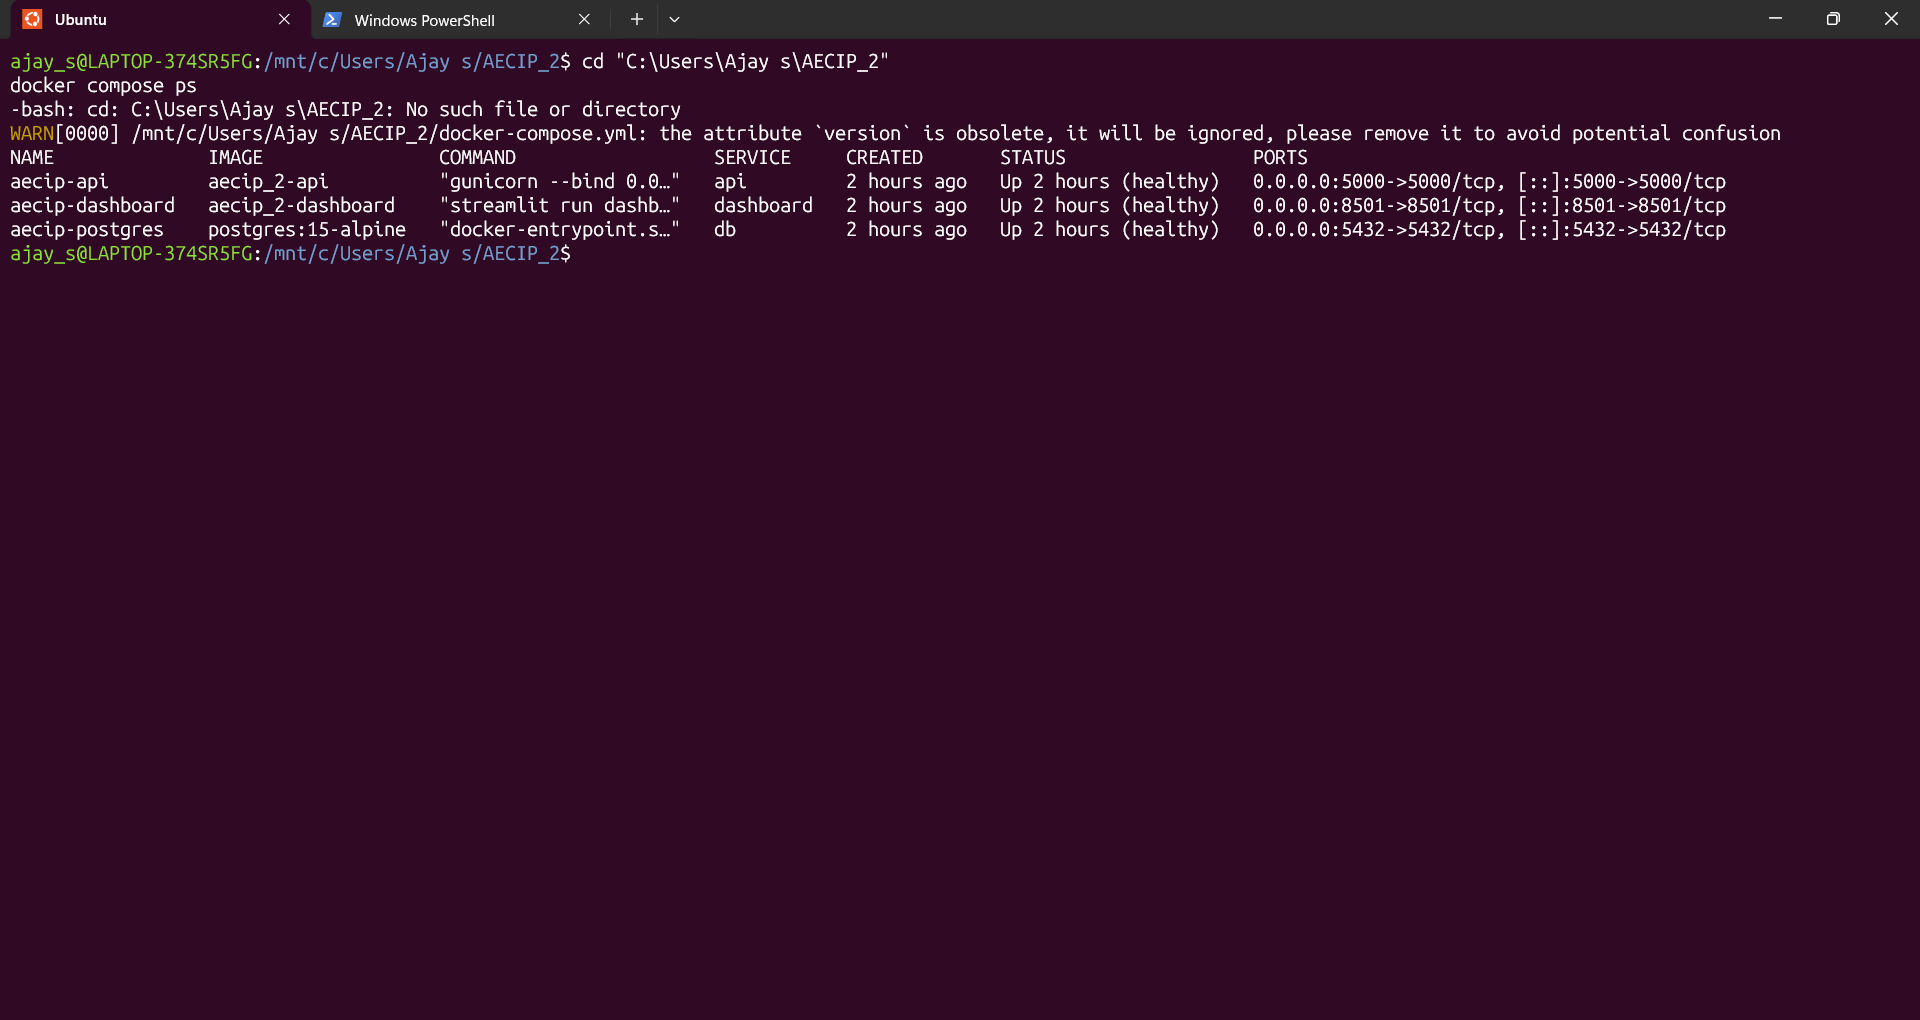 Ubuntu Windows PowerShell
ajay_s@LAPTOP-374SR5FG:/mnt/c/Users/Ajay s/AECIP_2$ cd "C:\Users\Ajay s\AECIP_2"
docker compose ps
-bash: cd: C:\Users\Ajay s\AECIP_2: No such file or directory
WARN[0000] /mnt/c/Users/Ajay s/AECIP_2/docker-compose.yml: the attribute `version` is obsolete, it will be ignored, please remove it to avoid potential confusion
NAME IMAGE COMMAND SERVICE CREATED STATUS PORTS
aecip-api aecip_2-api "gunicorn --bind 0.0…" api 2 hours ago Up 2 hours (healthy) 0.0.0.0:5000->5000/tcp, [::]:5000->5000/tcp
aecip-dashboard aecip_2-dashboard "streamlit run dashb…" dashboard 2 hours ago Up 2 hours (healthy) 0.0.0.0:8501->8501/tcp, [::]:8501->8501/tcp
aecip-postgres postgres:15-alpine "docker-entrypoint.s…" db 2 hours ago Up 2 hours (healthy) 0.0.0.0:5432->5432/tcp, [::]:5432->5432/tcp
ajay_s@LAPTOP-374SR5FG:/mnt/c/Users/Ajay s/AECIP_2$